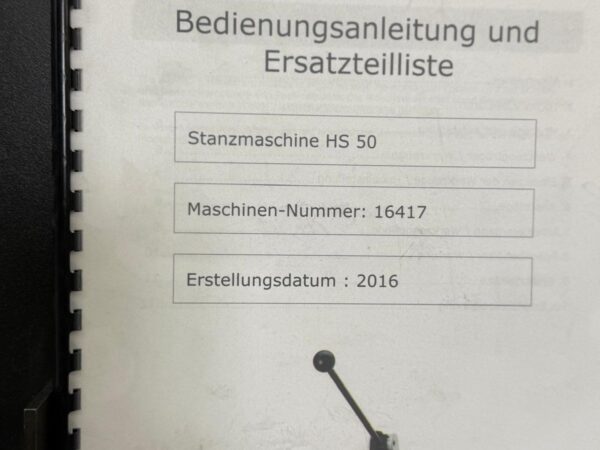 Bedienungsanleitung und
Ersatzteilliste
Stanzmaschine HS 50
Maschinen-Nummer: 16417
Erstellungsdatum : 2016